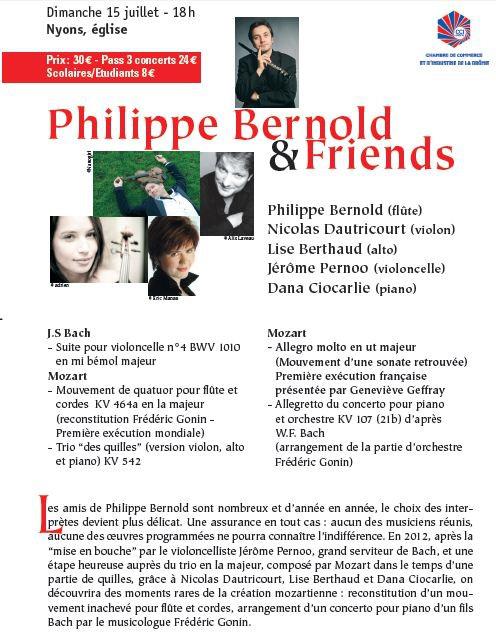 Dimanche 15 juillet - 18h
Nyons, église
Prix : 30€ - Pass 3 concerts 24€
Scolaires/Etudiants 8€
CCI
CHAMBRE DE COMMERCE
ET D'INDUSTRIE DE LA DRÔME
Philippe Bernold
& Friends
© Alix Laveau
© adrien
© Eric Manas
Philippe Bernold (flûte)
Nicolas Dautricourt (violon)
Lise Berthaud (alto)
Jérôme Pernoo (violoncelle)
Dana Ciocarlie (piano)
J.S Bach
- Suite pour violoncelle n°4 BWV 1010
en mi bémol majeur
Mozart
- Mouvement de quatuor pour flûte et
cordes KV 464a en la majeur
(reconstitution Frédéric Gonin -
Première exécution mondiale)
- Trio “des quilles” (version violon, alto
et piano) KV 542
Mozart
- Allegro molto en ut majeur
(Mouvement d'une sonate retrouvée)
Première exécution française
présentée par Geneviève Geffray
- Allegretto du concerto pour piano
et orchestre KV 107 (21b) d'après
W.F. Bach
(arrangement de la partie d'orchestre
Frédéric Gonin)
Les amis de Philippe Bernold sont nombreux et d'année en année, le choix des inter-
prètes devient plus délicat. Une assurance en tout cas : aucun des musiciens réunis,
aucune des œuvres programmées ne pourra connaître l'indifférence. En 2012, après la
“mise en bouche” par le violoncelliste Jérôme Pernoo, grand serviteur de Bach, et une
étape heureuse auprès du trio en la majeur, composé par Mozart dans le temps d'une
partie de quilles, grâce à Nicolas Dautricourt, Lise Berthaud et Dana Ciocarlie, on
découvrira des moments rares de la création mozartienne : reconstitution d'un mou-
vement inachevé pour flûte et cordes, arrangement d'un concerto pour piano d'un fils
Bach par le musicologue Frédéric Gonin.